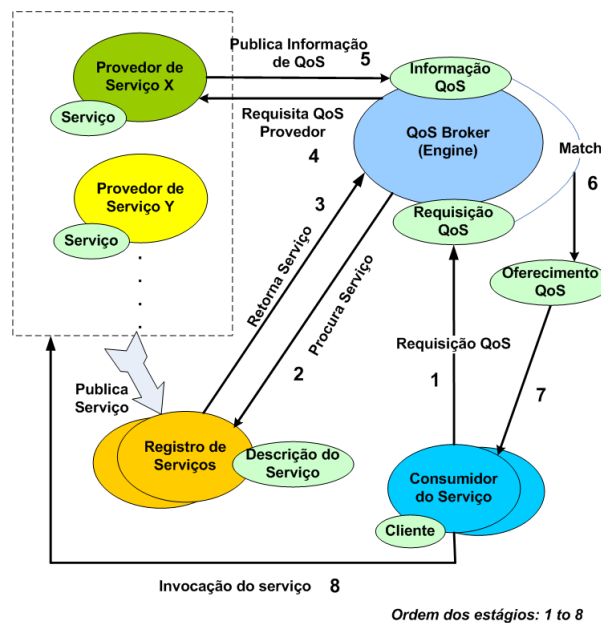 Publica Informação
de QoS
5
Provedor de
Serviço X
Serviço
Informação
QoS
Requisita QoS
Provedor
4
QoS Broker
(Engine)
Match
6
Provedor de
Serviço Y
Serviço
3
Requisição
QoS
Retorna Serviço
Procura Serviço
Oferecimento
QoS
Requisição QoS
2
1
7
Publica
Serviço
Registro de
Serviços
Descrição do
Serviço
Consumidor
do Serviço
Cliente
Invocação do serviço 8
Ordem dos estágios: 1 to 8